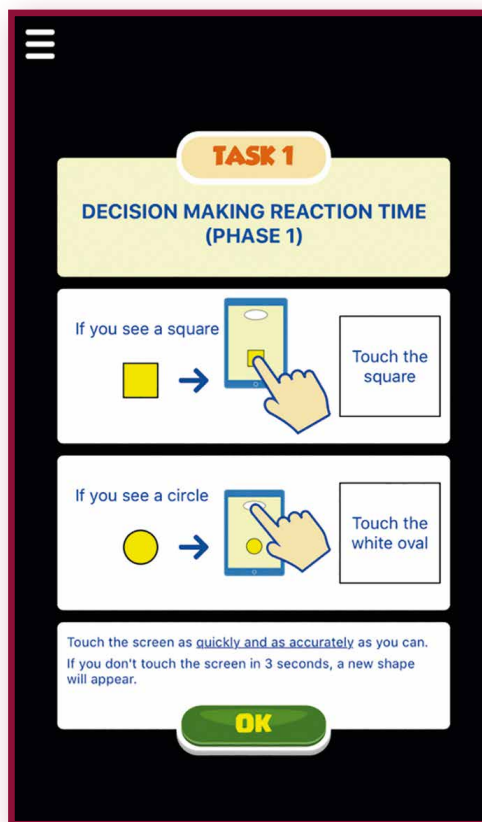 TASK 1
DECISION MAKING REACTION TIME
(PHASE 1)
If you see a square
Touch the
square
If you see a circle
Touch the
white oval
Touch the screen as quickly and as accurately as you can.
If you don't touch the screen in 3 seconds, a new shape
will appear.
OK